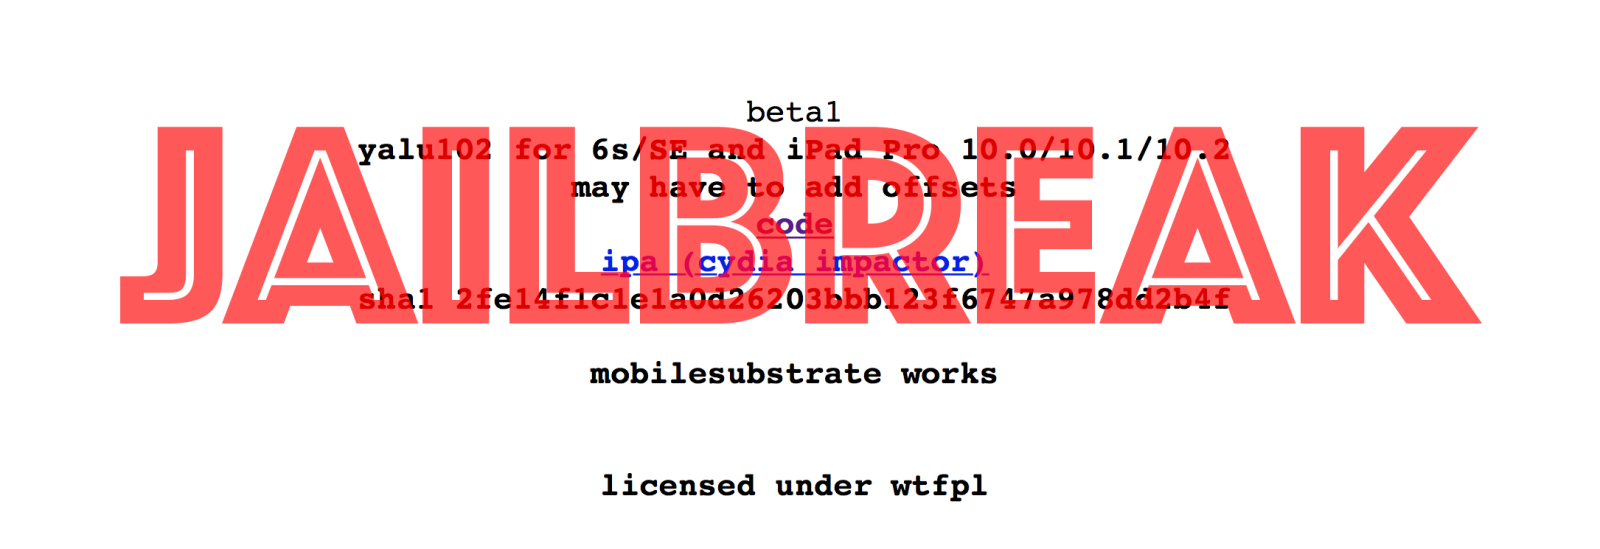 beta1
JAILBREAK
yalu102 for 6s/SE and iPad Pro 10.0/10.1/10.2
may have to add offsets
code
ipa (cydia impactor)
sha1 2fe14f1c1e1a0d26203bbb123f6747a978dd2b4f
mobilesubstrate works
licensed under wtfpl